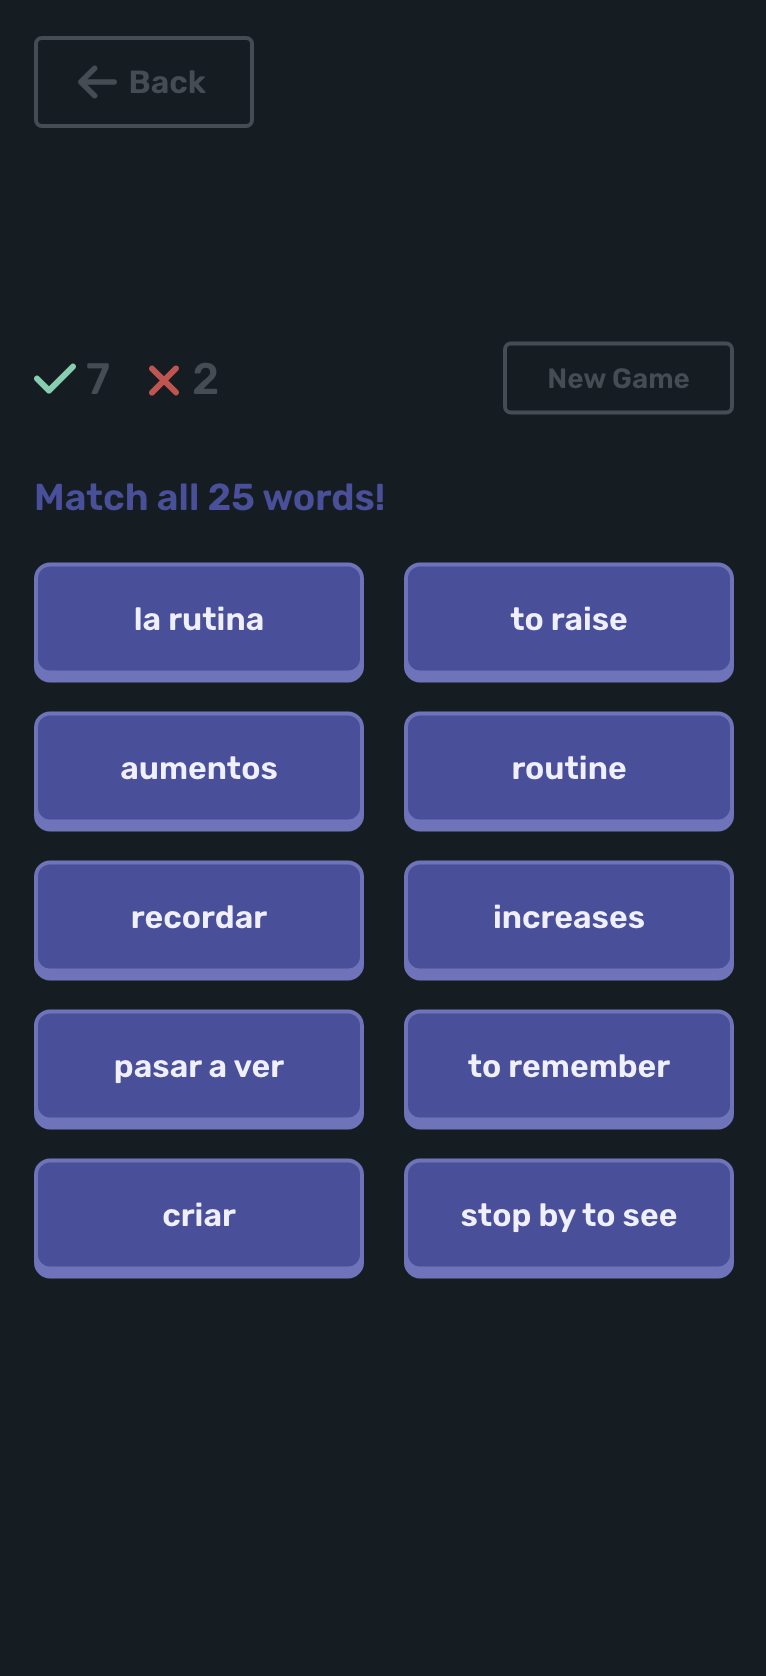 Back
7 2
New Game
Match all 25 words!
la rutina
to raise
aumentos
routine
recordar
increases
pasar a ver
to remember
criar
stop by to see